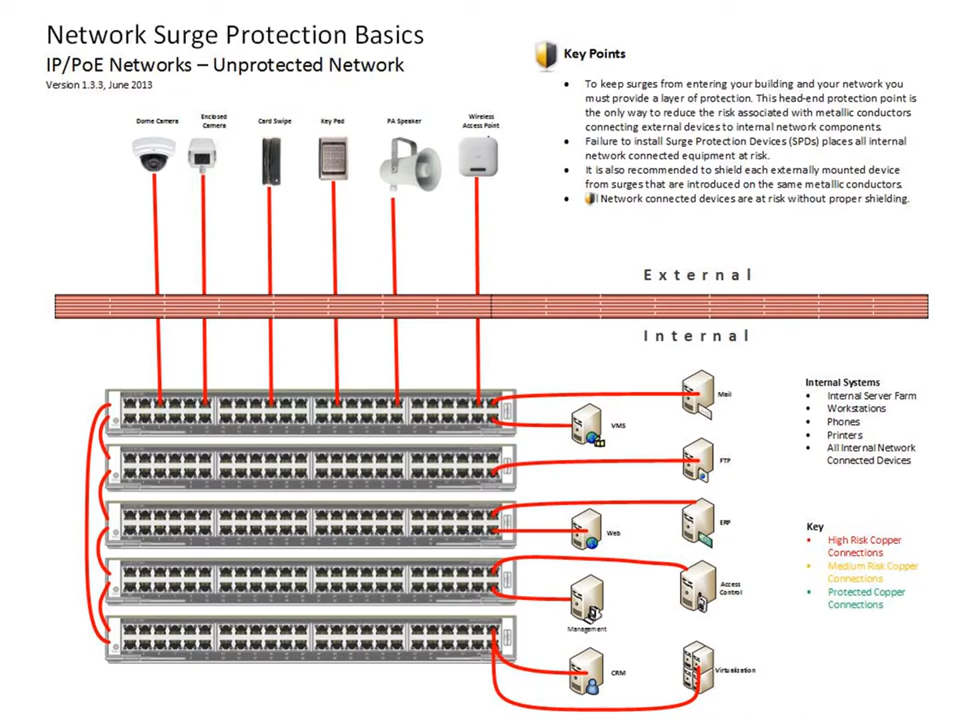 Network Surge Protection Basics
IP/PoE Networks – Unprotected Network
Version 1.3.3, June 2013
Key Points
• To keep surges from entering your building and your network you
must provide a layer of protection. This head-end protection point is
the only way to reduce the risk associated with metallic conductors
connecting external devices to internal network components.
• Failure to install Surge Protection Devices (SPDs) places all internal
network connected equipment at risk.
• It is also recommended to shield each externally mounted device
from surges that are introduced on the same metallic conductors.
• Network connected devices are at risk without proper shielding.
Dome Camera
Enclosed
Camera
Card Swipe
Key Pad
PA Speaker
Wireless
Access Point
External
Internal
Mail
VMS
FTP
ERP
Web
Access
Control
Management
CRM
Virtualization
Internal Systems
• Internal Server Farm
• Workstations
• Phones
• Printers
• All Internal Network
Connected Devices
Key
• High Risk Copper
Connections
• Medium Risk Copper
Connections
• Protected Copper
Connections